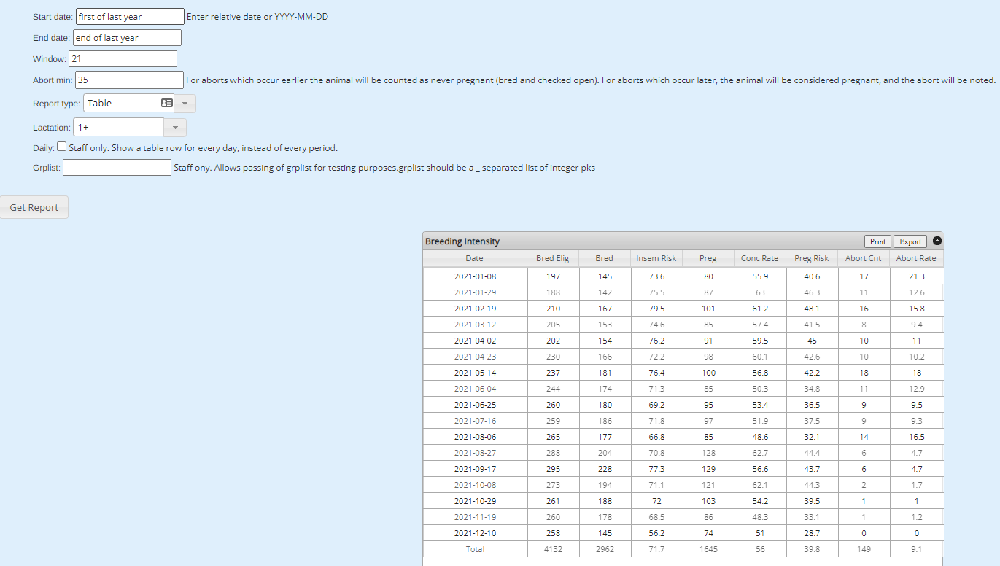 Start date: first of last year Enter relative date or YYYY-MM-DD
End date: end of last year
Window: 21
Abort min: 35 For aborts which occur earlier the animal will be counted as never pregnant (bred and checked open). For aborts which occur later, the animal will be considered pregnant, and the abort will be noted.
Report type: Table
Lactation: 1+
Daily: Staff only. Show a table row for every day, instead of every period.
Grplist: Staff ony. Allows passing of grplist for testing purposes.grplist should be a _ separated list of integer pks
Get Report
Breeding Intensity Print Export
Date Bred Elig Bred Insem Risk Preg Conc Rate Preg Risk Abort Cnt Abort Rate
2021-01-08 197 145 73.6 80 55.9 40.6 17 21.3
2021-01-29 188 142 75.5 87 63 46.3 11 12.6
2021-02-19 210 167 79.5 101 61.2 48.1 16 15.8
2021-03-12 205 153 74.6 85 57.4 41.5 8 9.4
2021-04-02 202 154 76.2 91 59.5 45 10 11
2021-04-23 230 166 72.2 98 60.1 42.6 10 10.2
2021-05-14 237 181 76.4 100 56.8 42.2 18 18
2021-06-04 244 174 71.3 85 50.3 34.8 11 12.9
2021-06-25 260 180 69.2 95 53.4 36.5 9 9.5
2021-07-16 259 186 71.8 97 51.9 37.5 9 9.3
2021-08-06 265 177 66.8 85 48.6 32.1 14 16.5
2021-08-27 288 204 70.8 128 62.7 44.4 6 4.7
2021-09-17 295 228 77.3 129 56.6 43.7 6 4.7
2021-10-08 273 194 71.1 121 62.1 44.3 2 1.7
2021-10-29 261 188 72 103 54.2 39.5 1 1
2021-11-19 260 178 68.5 86 48.3 33.1 1 1.2
2021-12-10 258 145 56.2 74 51 28.7 0 0
Total 4132 2962 71.7 1645 56 39.8 149 9.1